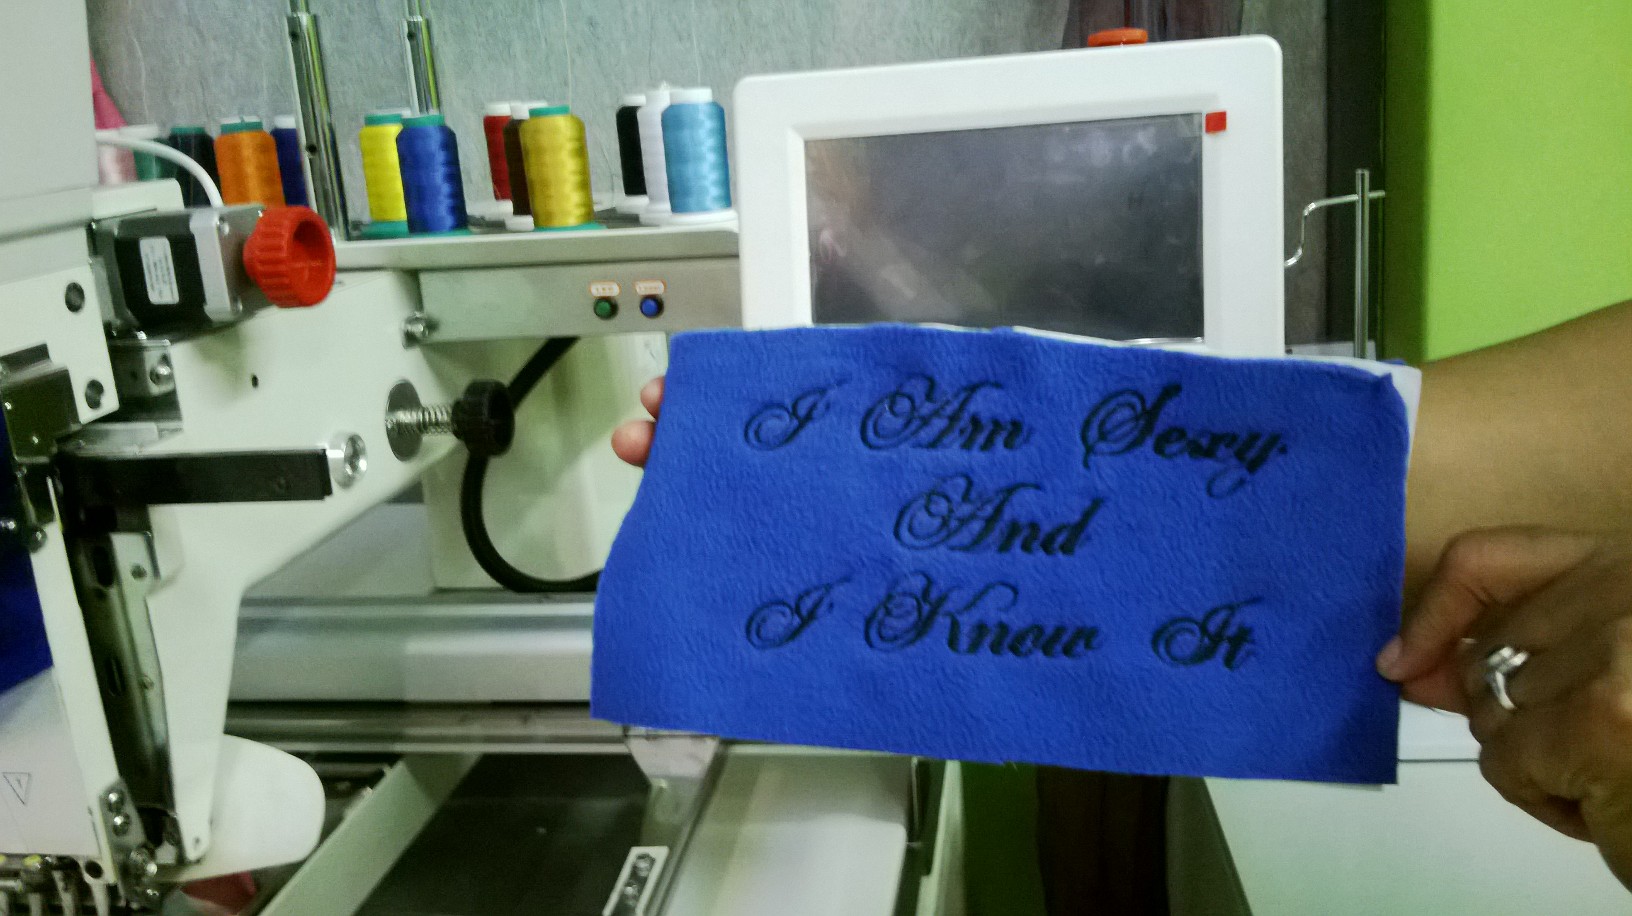 I Am Sexy
And
I Know It